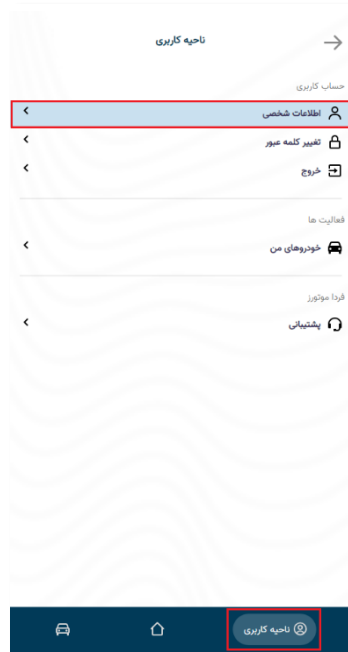 ناحیه کاربری
حساب کاربری
اطلاعات شخصی
تغییر کلمه عبور
خروج
فعالیت ها
خودروهای من
فردا موتورز
پشتیبانی
ناحیه کاربری